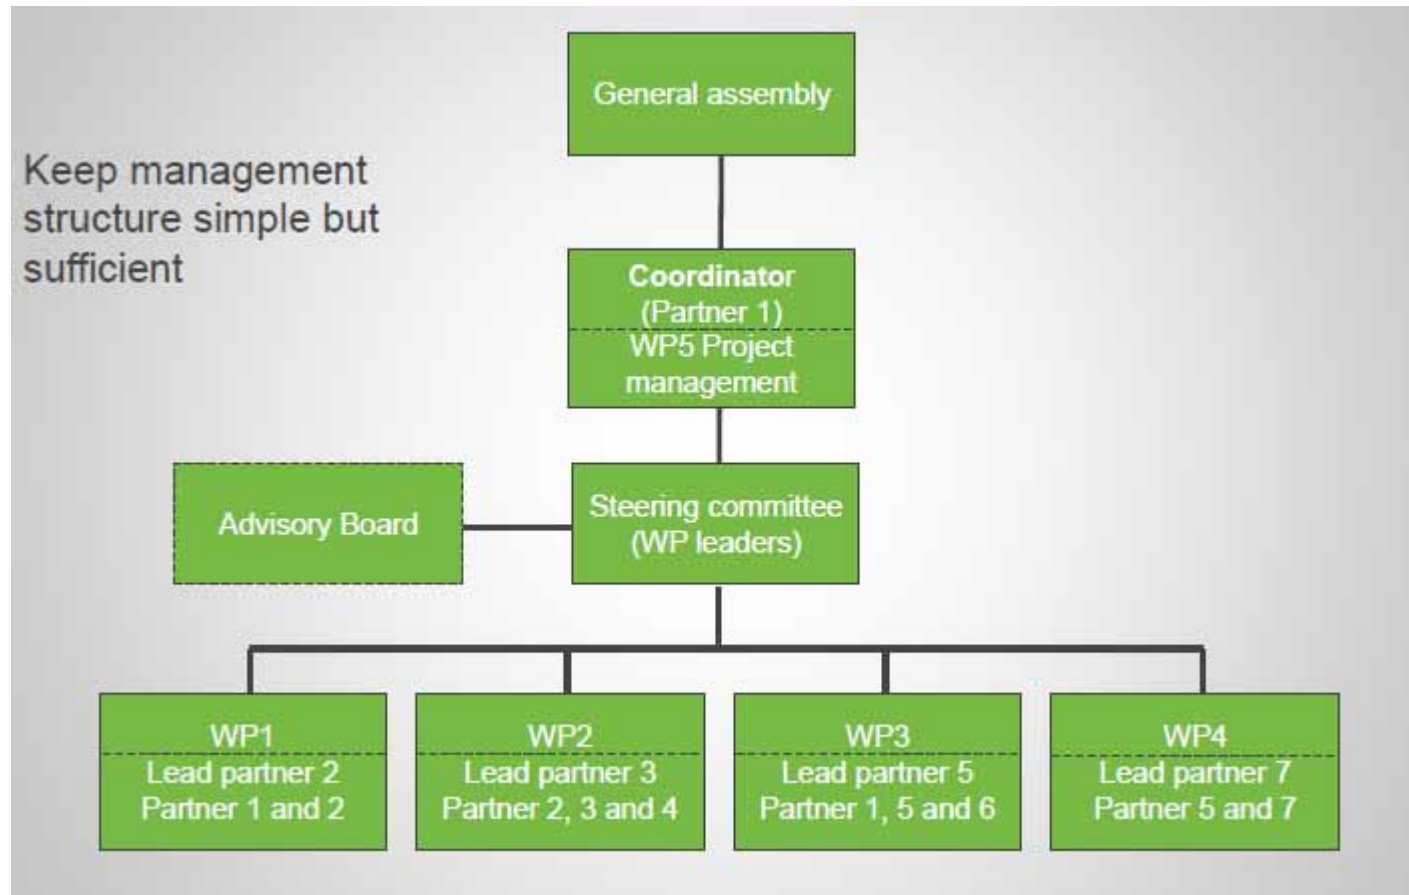 General assembly
Keep management
structure simple but
sufficient
Coordinator
(Partner 1)
WP5 Project
management
Advisory Board
Steering committee
(WP leaders)
WP1
Lead partner 2
Partner 1 and 2
WP2
Lead partner 3
Partner 2, 3 and 4
WP3
Lead partner 5
Partner 1, 5 and 6
WP4
Lead partner 7
Partner 5 and 7